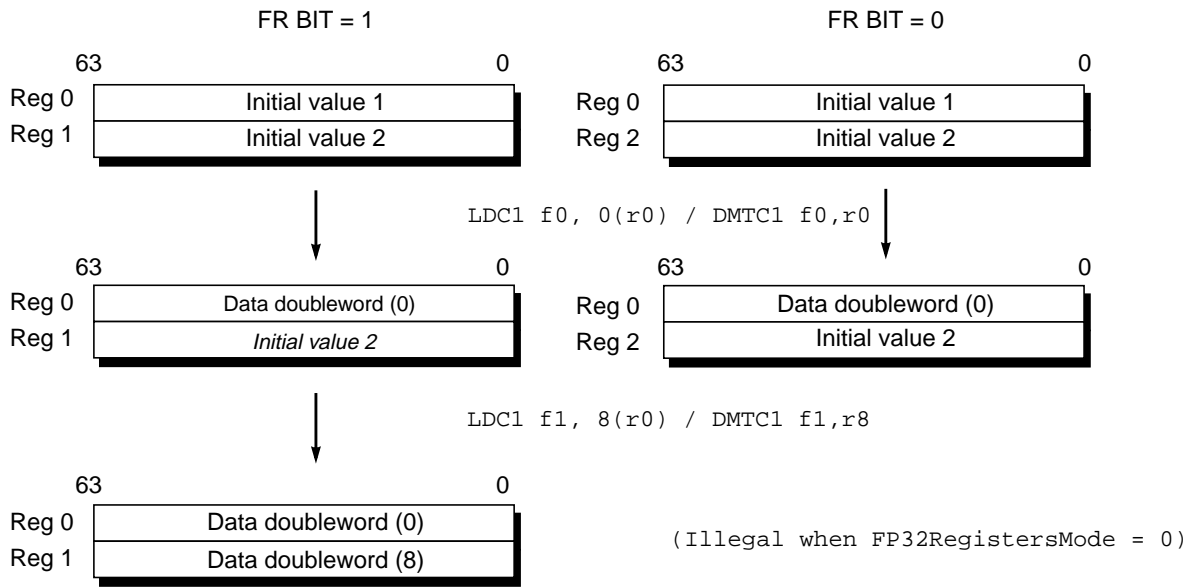 FR BIT = 1 FR BIT = 0
63 0 63 0
Reg 0 Initial value 1 Reg 0 Initial value 1
Reg 1 Initial value 2 Reg 2 Initial value 2
LDC1 f0, 0(r0) / DMTC1 f0,r0
63 0 63 0
Reg 0 Data doubleword (0) Reg 0 Data doubleword (0)
Reg 1 Initial value 2 Reg 2 Initial value 2
LDC1 f1, 8(r0) / DMTC1 f1,r8
63 0
Reg 0 Data doubleword (0)
(Illegal when FP32RegistersMode = 0)
Reg 1 Data doubleword (8)